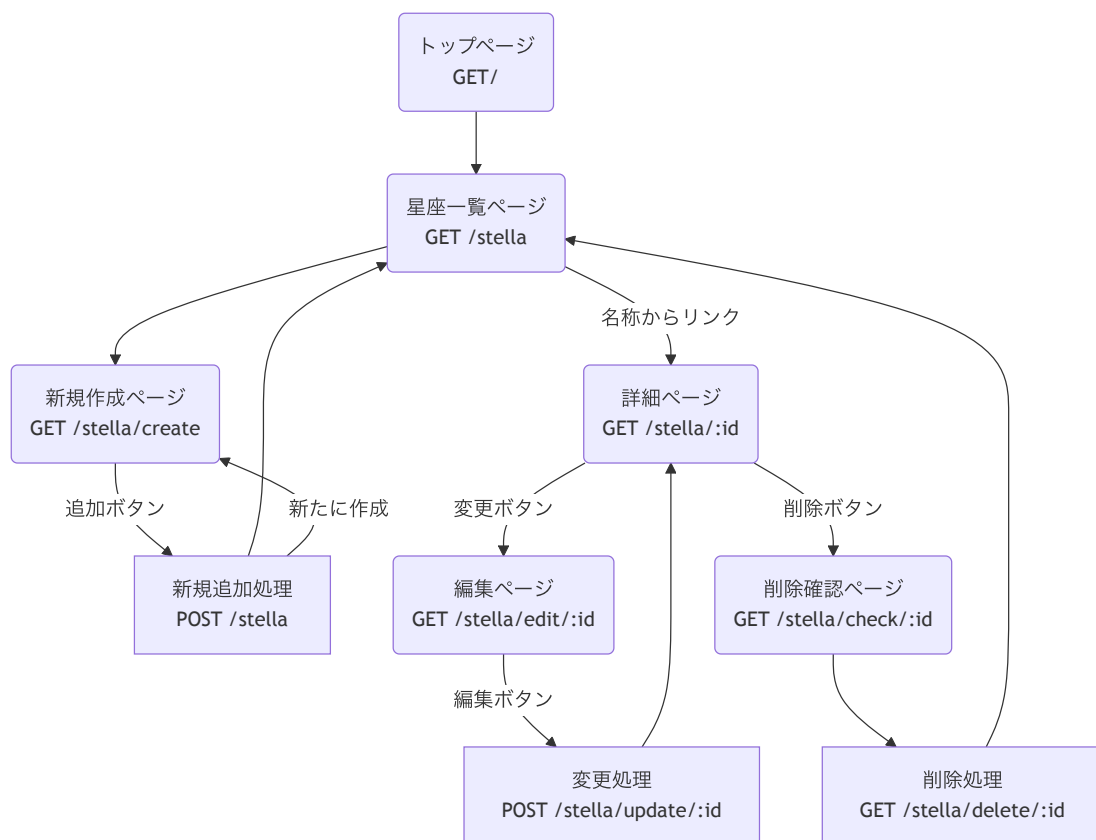 トップページ
GET/
星座一覧ページ
GET /stella
名称からリンク
新規作成ページ
GET /stella/create
詳細ページ
GET /stella/:id
追加ボタン
新たに作成
変更ボタン
削除ボタン
新規追加処理
POST /stella
編集ページ
GET /stella/edit/:id
削除確認ページ
GET /stella/check/:id
編集ボタン
変更処理
POST /stella/update/:id
削除処理
GET /stella/delete/:id